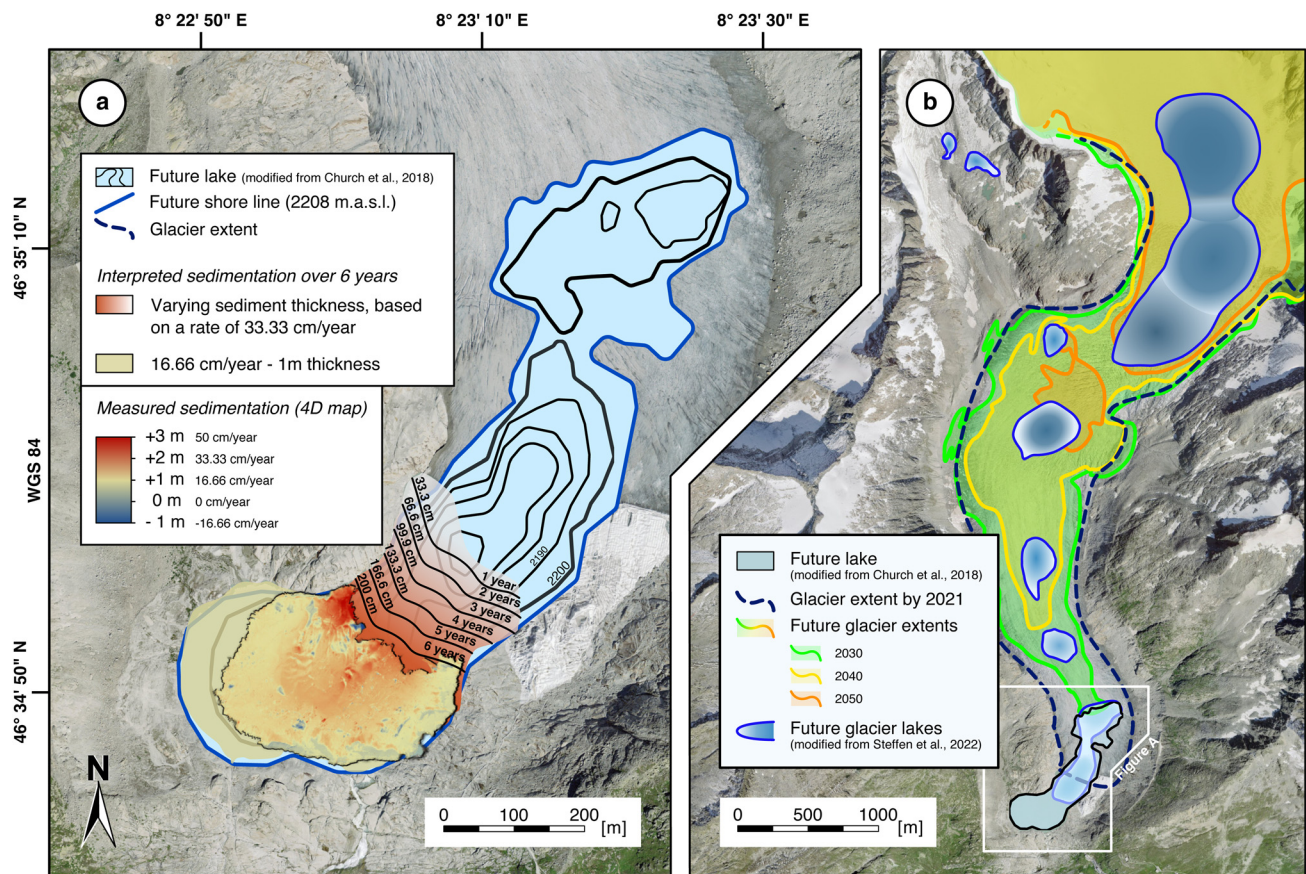 8° 22' 50" E
8° 23' 10" E
8° 23' 30" E
46° 35' 10" N
WGS 84
46° 34' 50" N
a
Future lake (modified from Church et al., 2018)
Future shore line (2208 m.a.s.l.)
Glacier extent
Interpreted sedimentation over 6 years
Varying sediment thickness, based
on a rate of 33.33 cm/year
16.66 cm/year - 1m thickness
Measured sedimentation (4D map)
+3 m 50 cm/year
+2 m 33.33 cm/year
+1 m 16.66 cm/year
0 m 0 cm/year
- 1 m -16.66 cm/year
33.3 cm
66.6 cm
99.9 cm
133.3 cm
166.6 cm
200 cm
1 year
2 years
3 years
4 years
5 years
6 years
2190
2200
N
0 100 200 [m]
b
Future lake
(modified from Church et al., 2018)
Glacier extent by 2021
Future glacier extents
2030
2040
2050
Future glacier lakes
(modified from Steffen et al., 2022)
Figure A
0 500 1000 [m]